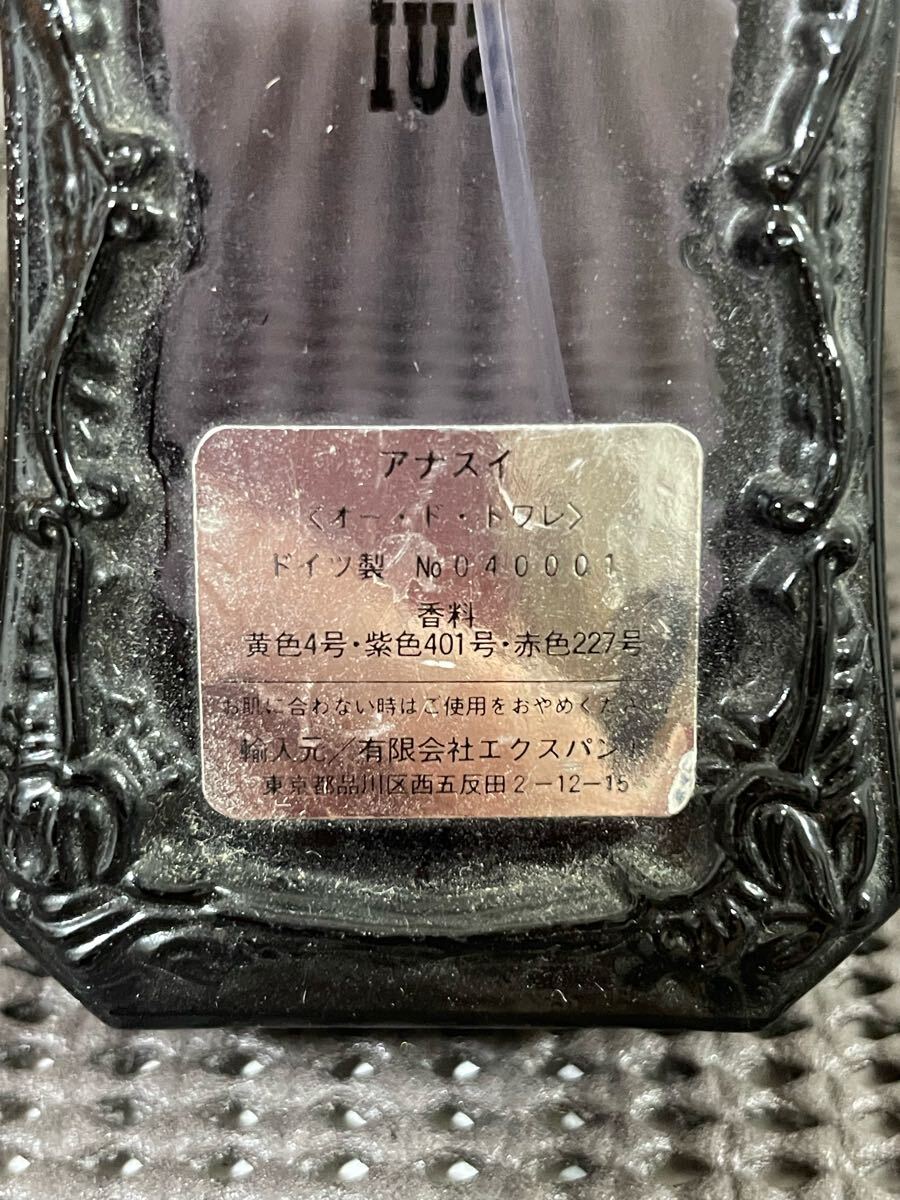 SUI
アナスイ
〈オー・ド・トワレ〉
ドイツ製 №040001
香料
黄色4号・紫色401号・赤色227号
お肌に合わない時はご使用をおやめくださ
輸入元／有限会社エクスパン
東京都品川区西五反田2-12-15